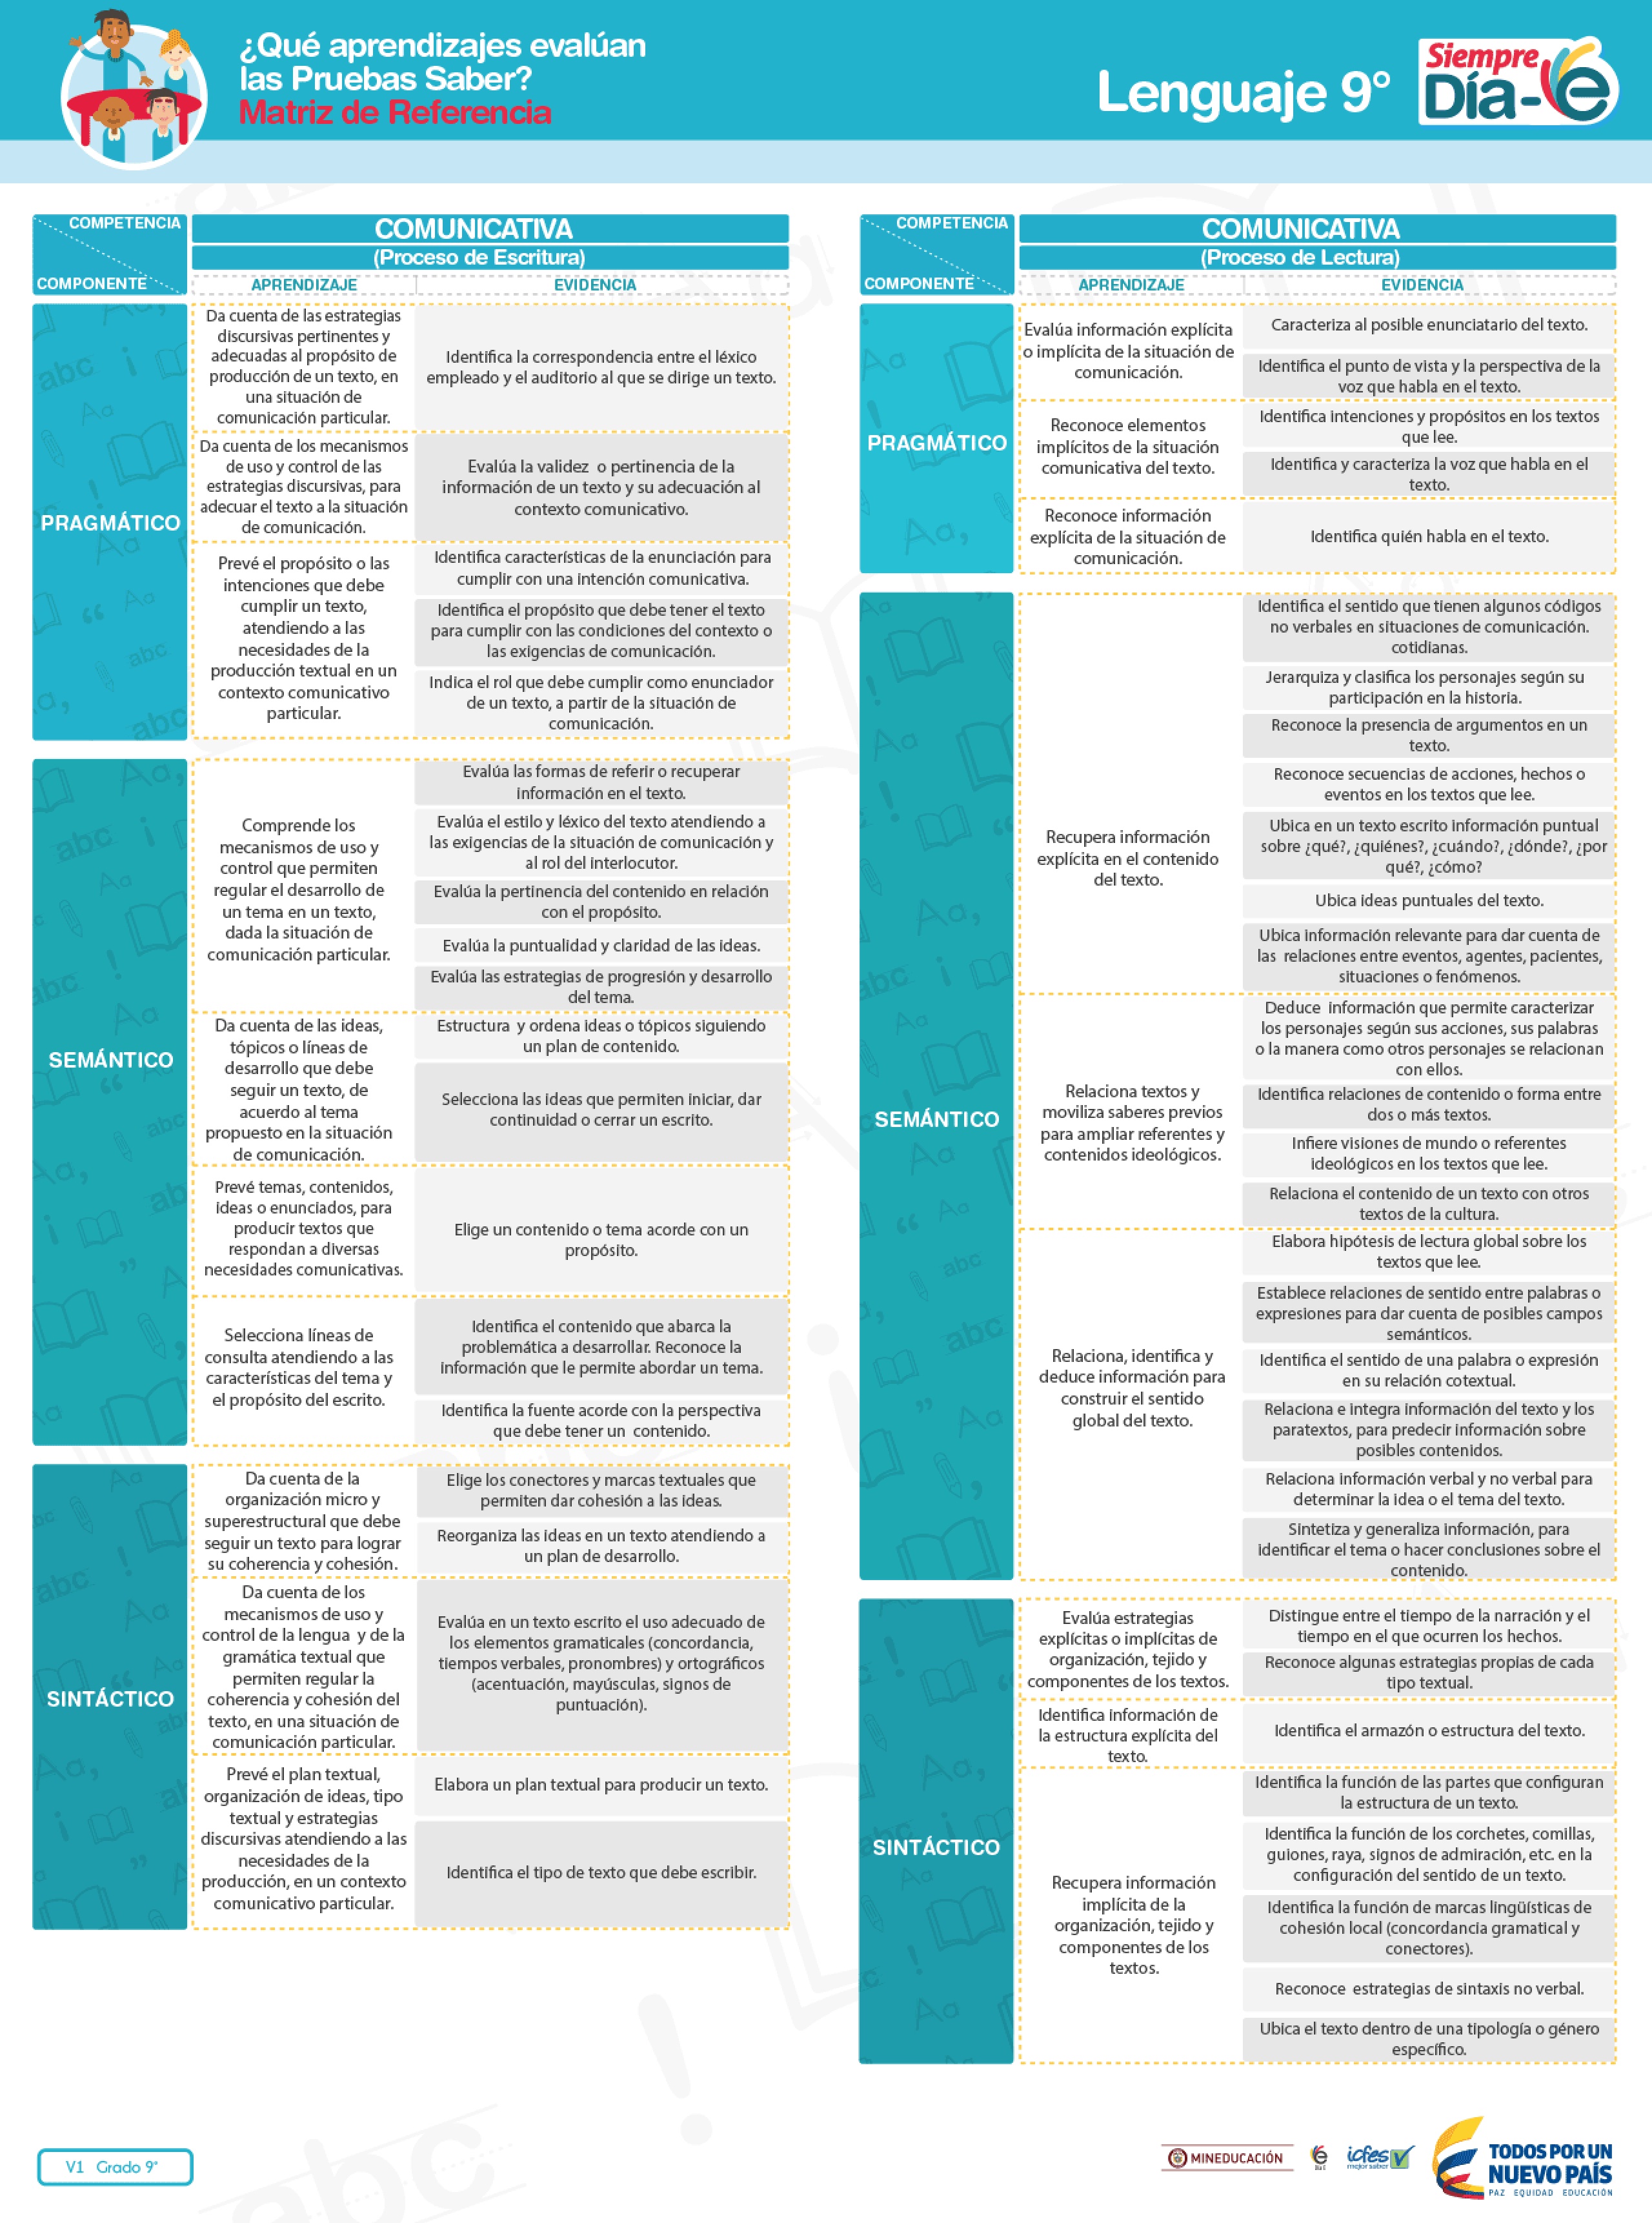 ¿Qué aprendizajes evalúan
las Pruebas Saber?
Matriz de Referencia
Lenguaje 9°
Siempre
Día-e
COMPETENCIA
COMPONENTE
COMUNICATIVA
(Proceso de Escritura)
APRENDIZAJE
EVIDENCIA
PRAGMÁTICO
Da cuenta de las estrategias
discursivas pertinentes y
adecuadas al propósito de
producción de un texto, en
una situación de
comunicación particular.
Identifica la correspondencia entre el léxico
empleado y el auditorio al que se dirige un texto.
Da cuenta de los mecanismos
de uso y control de las
estrategias discursivas, para
adecuar el texto a la situación
de comunicación.
Evalúa la validez o pertinencia de la
información de un texto y su adecuación al
contexto comunicativo.
Prevé el propósito o las
intenciones que debe
cumplir un texto,
atendiendo a las
necesidades de la
producción textual en un
contexto comunicativo
particular.
Identifica características de la enunciación para
cumplir con una intención comunicativa.
Identifica el propósito que debe tener el texto
para cumplir con las condiciones del contexto o
las exigencias de comunicación.
Indica el rol que debe cumplir como enunciador
de un texto, a partir de la situación de
comunicación.
SEMÁNTICO
Comprende los
mecanismos de uso y
control que permiten
regular el desarrollo de
un tema en un texto,
dada la situación de
comunicación particular.
Evalúa las formas de referir o recuperar
información en el texto.
Evalúa el estilo y léxico del texto atendiendo a
las exigencias de la situación de comunicación y
al rol del interlocutor.
Evalúa la pertinencia del contenido en relación
con el propósito.
Evalúa la puntualidad y claridad de las ideas.
Evalúa las estrategias de progresión y desarrollo
del tema.
Da cuenta de las ideas,
tópicos o líneas de
desarrollo que debe
seguir un texto, de
acuerdo al tema
propuesto en la situación
de comunicación.
Estructura y ordena ideas o tópicos siguiendo
un plan de contenido.
Selecciona las ideas que permiten iniciar, dar
continuidad o cerrar un escrito.
Prevé temas, contenidos,
ideas o enunciados, para
producir textos que
respondan a diversas
necesidades comunicativas.
Elige un contenido o tema acorde con un
propósito.
Selecciona líneas de
consulta atendiendo a las
características del tema y
el propósito del escrito.
Identifica el contenido que abarca la
problemática a desarrollar. Reconoce la
información que le permite abordar un tema.
Identifica la fuente acorde con la perspectiva
que debe tener un contenido.
SINTÁCTICO
Da cuenta de la
organización micro y
superestructural que debe
seguir un texto para lograr
su coherencia y cohesión.
Elige los conectores y marcas textuales que
permiten dar cohesión a las ideas.
Reorganiza las ideas en un texto atendiendo a
un plan de desarrollo.
Da cuenta de los
mecanismos de uso y
control de la lengua y de la
gramática textual que
permiten regular la
coherencia y cohesión del
texto, en una situación de
comunicación particular.
Evalúa en un texto escrito el uso adecuado de
los elementos gramaticales (concordancia,
tiempos verbales, pronombres) y ortográficos
(acentuación, mayúsculas, signos de
puntuación).
Prevé el plan textual,
organización de ideas, tipo
textual y estrategias
discursivas atendiendo a las
necesidades de la
producción, en un contexto
comunicativo particular.
Elabora un plan textual para producir un texto.
Identifica el tipo de texto que debe escribir.
COMPETENCIA
COMPONENTE
COMUNICATIVA
(Proceso de Lectura)
APRENDIZAJE
EVIDENCIA
PRAGMÁTICO
Evalúa información explícita
o implícita de la situación de
comunicación.
Caracteriza al posible enunciatario del texto.
Identifica el punto de vista y la perspectiva de la
voz que habla en el texto.
Reconoce elementos
implícitos de la situación
comunicativa del texto.
Identifica intenciones y propósitos en los textos
que lee.
Identifica y caracteriza la voz que habla en el
texto.
Reconoce información
explícita de la situación de
comunicación.
Identifica quién habla en el texto.
SEMÁNTICO
Recupera información
explícita en el contenido
del texto.
Identifica el sentido que tienen algunos códigos
no verbales en situaciones de comunicación.
cotidianas.
Jerarquiza y clasifica los personajes según su
participación en la historia.
Reconoce la presencia de argumentos en un
texto.
Reconoce secuencias de acciones, hechos o
eventos en los textos que lee.
Ubica en un texto escrito información puntual
sobre ¿qué?, ¿quiénes?, ¿cuándo?, ¿dónde?, ¿por
qué?, ¿cómo?
Ubica ideas puntuales del texto.
Ubica información relevante para dar cuenta de
las relaciones entre eventos, agentes, pacientes,
situaciones o fenómenos.
Relaciona textos y
moviliza saberes previos
para ampliar referentes y
contenidos ideológicos.
Deduce información que permite caracterizar
los personajes según sus acciones, sus palabras
o la manera como otros personajes se relacionan
con ellos.
Identifica relaciones de contenido o forma entre
dos o más textos.
Infiere visiones de mundo o referentes
ideológicos en los textos que lee.
Relaciona el contenido de un texto con otros
textos de la cultura.
Relaciona, identifica y
deduce información para
construir el sentido
global del texto.
Elabora hipótesis de lectura global sobre los
textos que lee.
Establece relaciones de sentido entre palabras o
expresiones para dar cuenta de posibles campos
semánticos.
Identifica el sentido de una palabra o expresión
en su relación cotextual.
Relaciona e integra información del texto y los
paratextos, para predecir información sobre
posibles contenidos.
Relaciona información verbal y no verbal para
determinar la idea o el tema del texto.
Sintetiza y generaliza información, para
identificar el tema o hacer conclusiones sobre el
contenido.
SINTÁCTICO
Evalúa estrategias
explícitas o implícitas de
organización, tejido y
componentes de los textos.
Distingue entre el tiempo de la narración y el
tiempo en el que ocurren los hechos.
Reconoce algunas estrategias propias de cada
tipo textual.
Identifica información de
la estructura explícita del
texto.
Identifica el armazón o estructura del texto.
Recupera información
implícita de la
organización, tejido y
componentes de los
textos.
Identifica la función de las partes que configuran
la estructura de un texto.
Identifica la función de los corchetes, comillas,
guiones, raya, signos de admiración, etc. en la
configuración del sentido de un texto.
Identifica la función de marcas lingüísticas de
cohesión local (concordancia gramatical y
conectores).
Reconoce estrategias de sintaxis no verbal.
Ubica el texto dentro de una tipología o género
específico.
V1 Grado 9°
MINEDUCACIÓN
icfes
mejor saber
TODOS POR UN
NUEVO PAÍS
PAZ EQUIDAD EDUCACIÓN